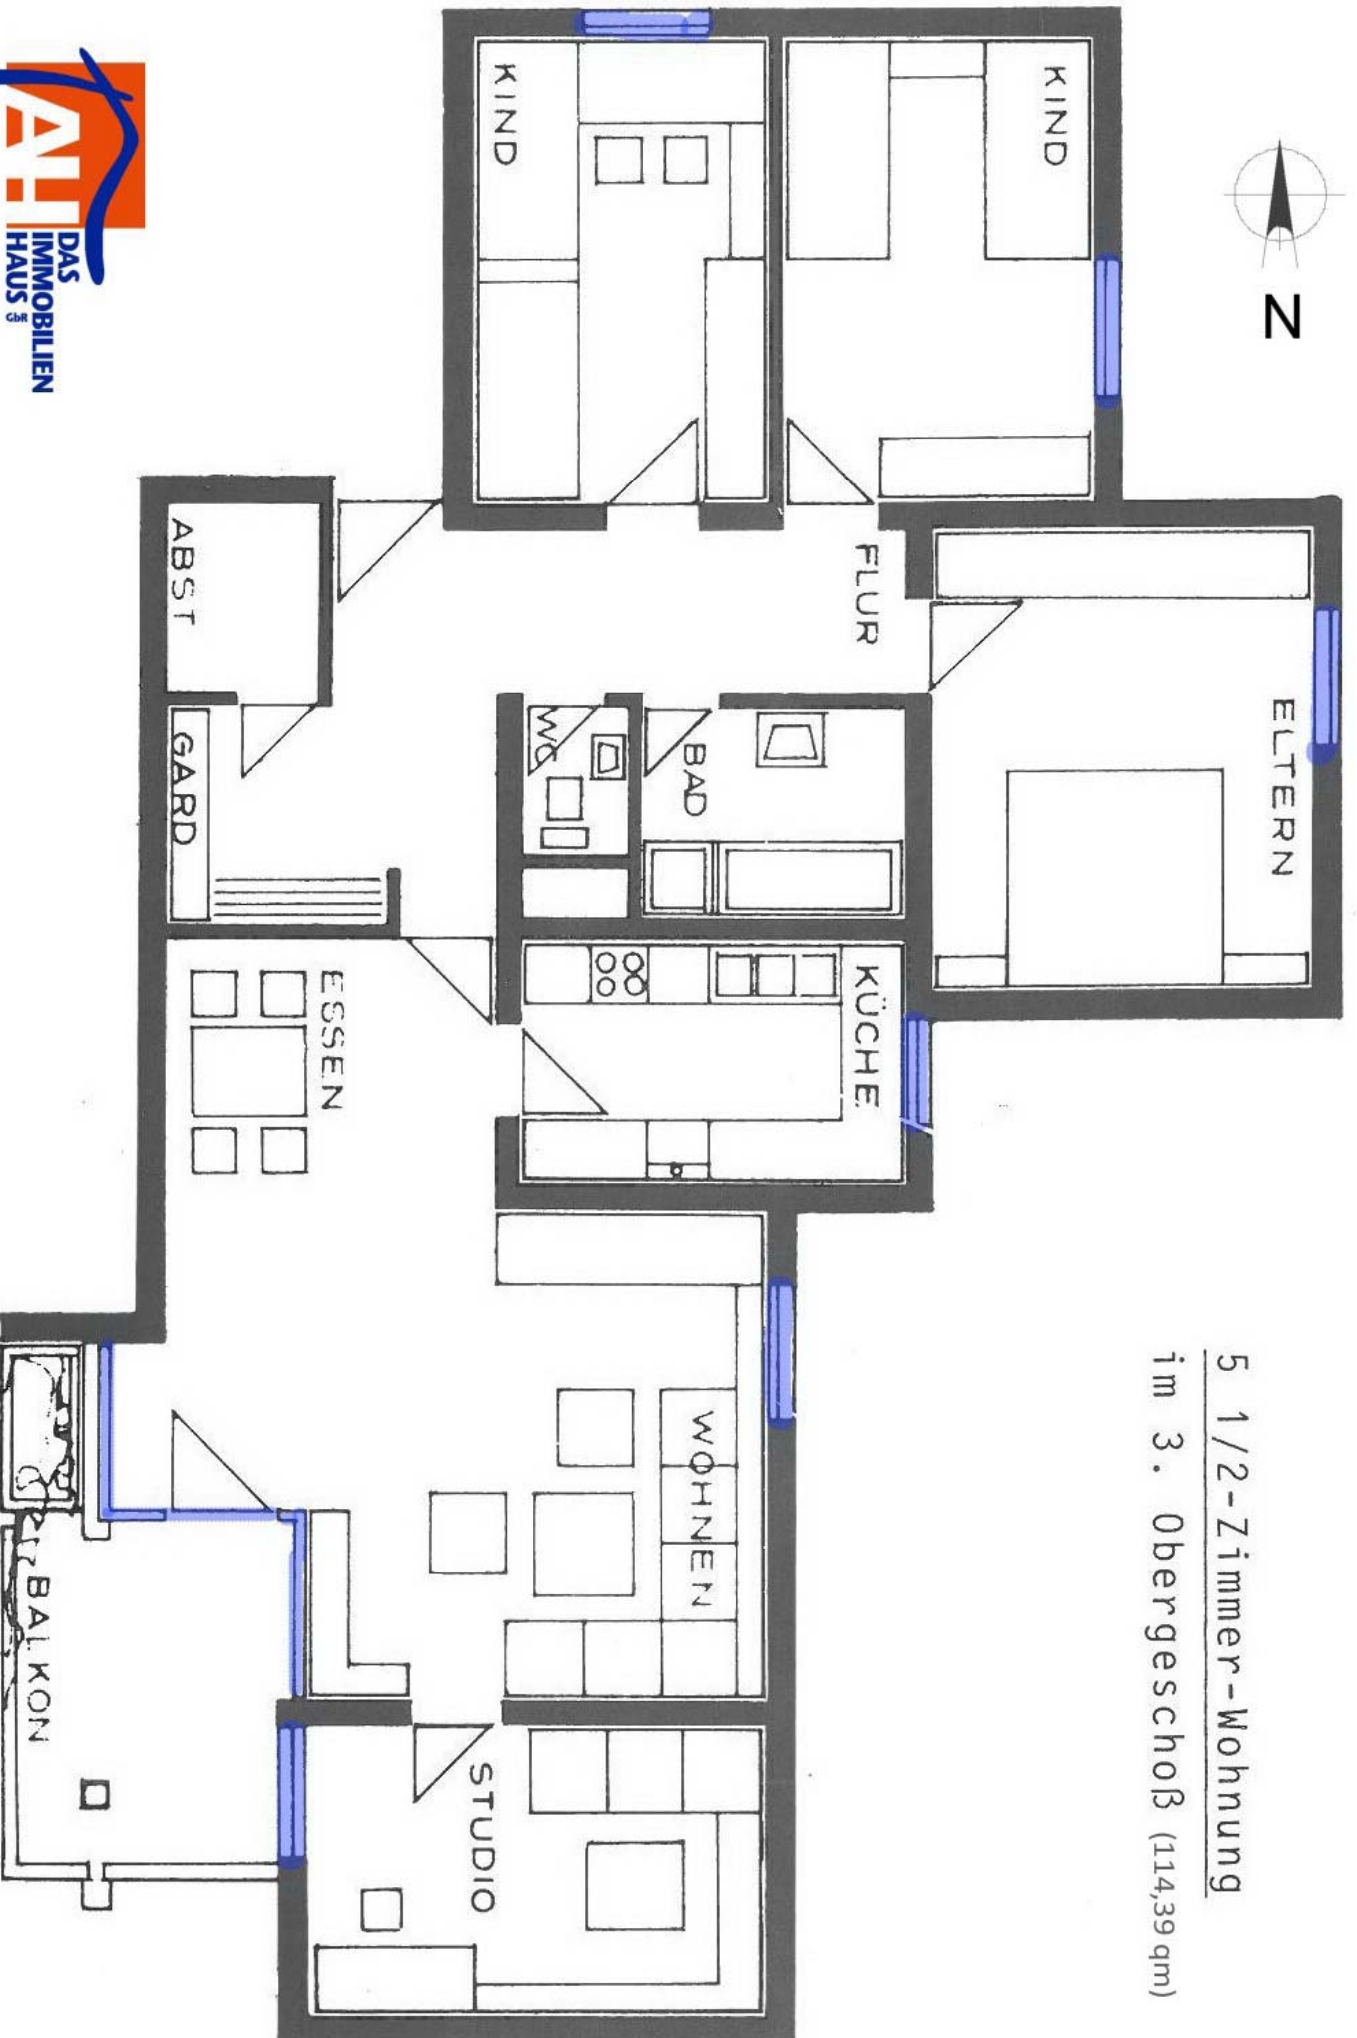 5 1/2-Zimmer-Wohnung
im 3. Obergeschoß (114,39 qm)
N
ELTERN
KIND
KIND
FLUR
BAD
WC
KÜCHE
WOHNEN
STUDIO
ESSEN
ABST
GARD
BALKON
AH
DAS
IMMOBILIEN
HAUS GbR